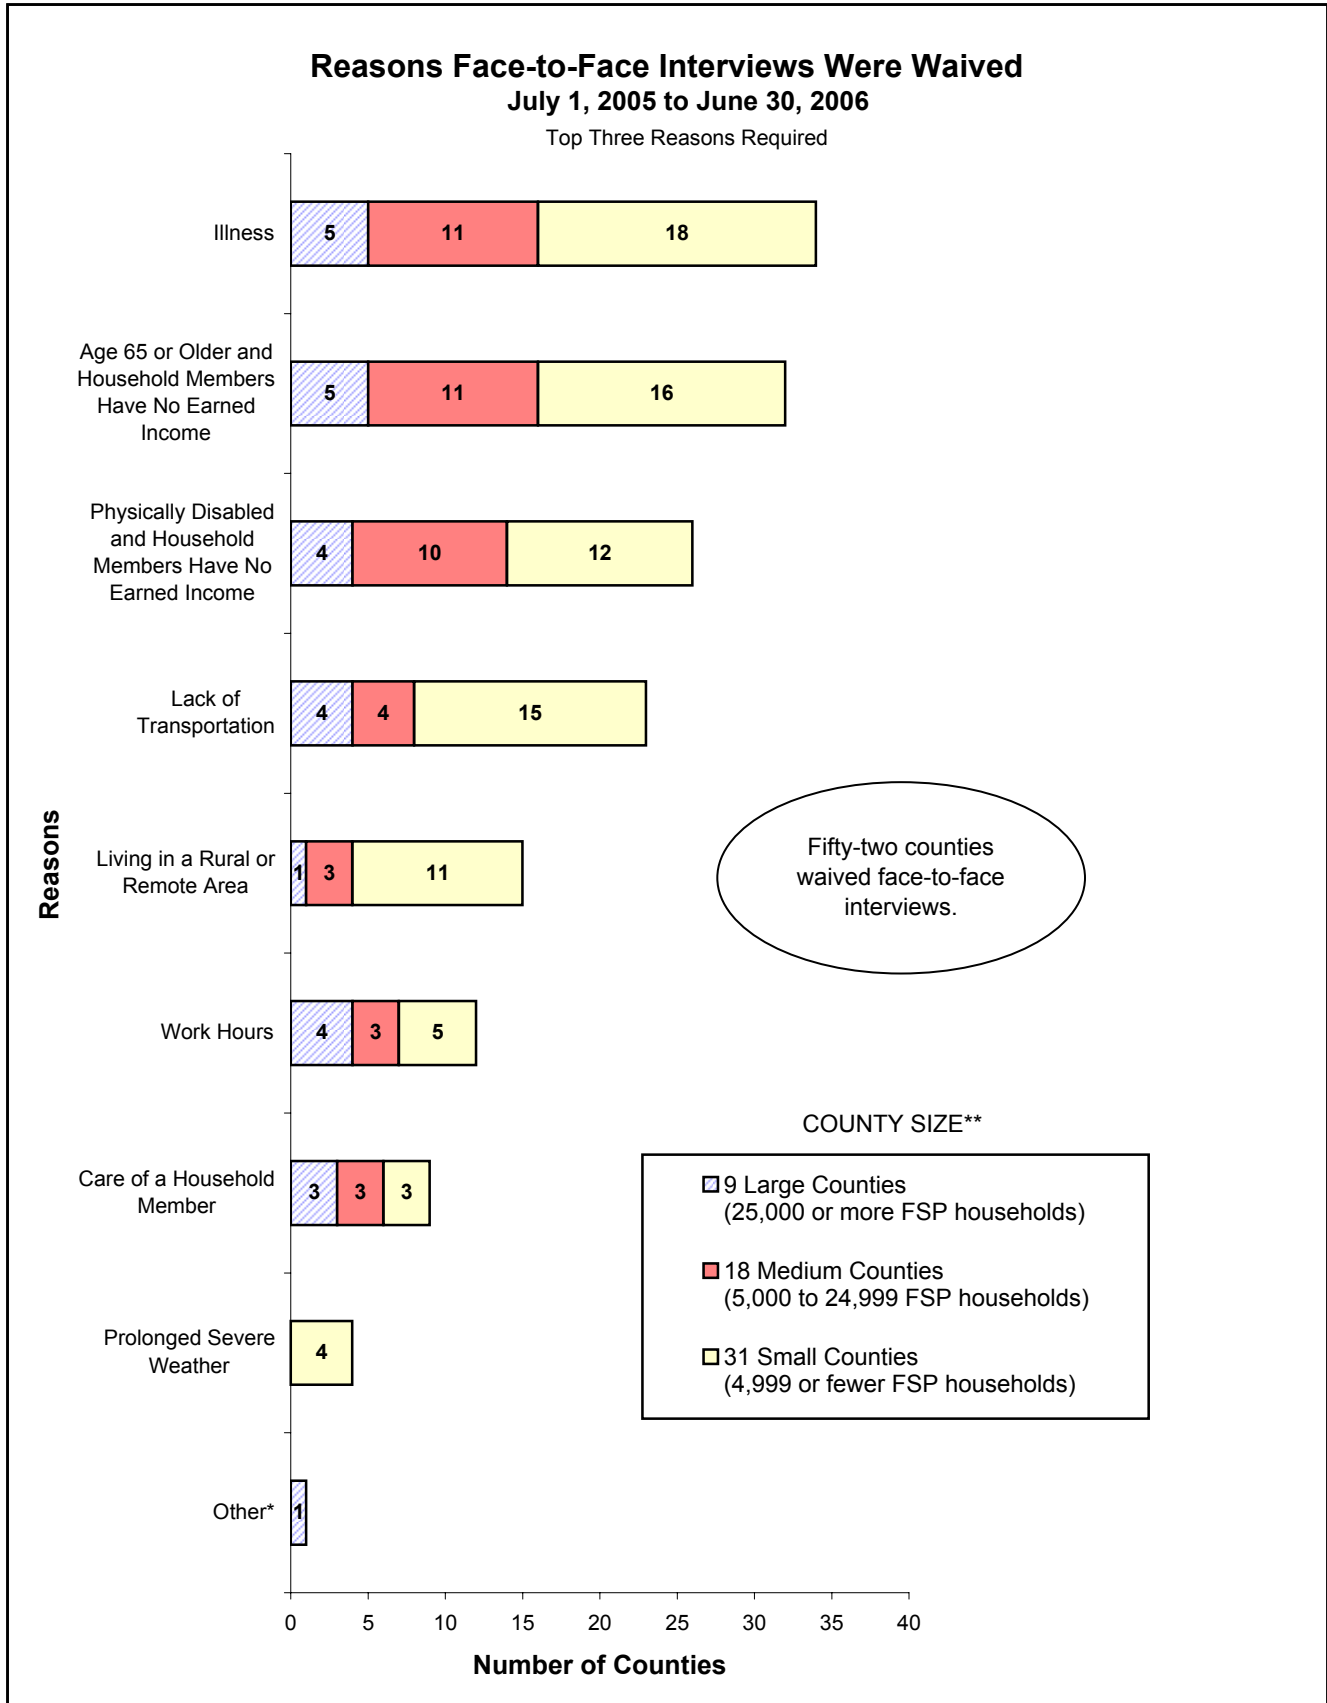 Reasons Face-to-Face Interviews Were Waived
July 1, 2005 to June 30, 2006
Top Three Reasons Required
Illness
5 11 18
Age 65 or Older and
Household Members
Have No Earned
Income
5 11 16
Physically Disabled
and Household
Members Have No
Earned Income
4 10 12
Lack of
Transportation
4 4 15
Reasons
Living in a Rural or
Remote Area
1 3 11
Fifty-two counties
waived face-to-face
interviews.
Work Hours
4 3 5
Care of a Household
Member
3 3 3
COUNTY SIZE**
9 Large Counties
(25,000 or more FSP households)
18 Medium Counties
(5,000 to 24,999 FSP households)
31 Small Counties
(4,999 or fewer FSP households)
Prolonged Severe
Weather
4
Other*
1
0 5 10 15 20 25 30 35 40
Number of Counties